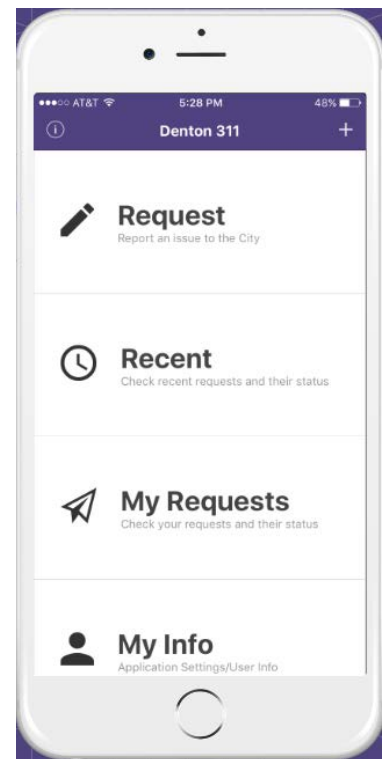 AT&T 5:28 PM 48%
Denton 311 +
Request
Report an issue to the City
Recent
Check recent requests and their status
My Requests
Check your requests and their status
My Info
Application Settings/User Info